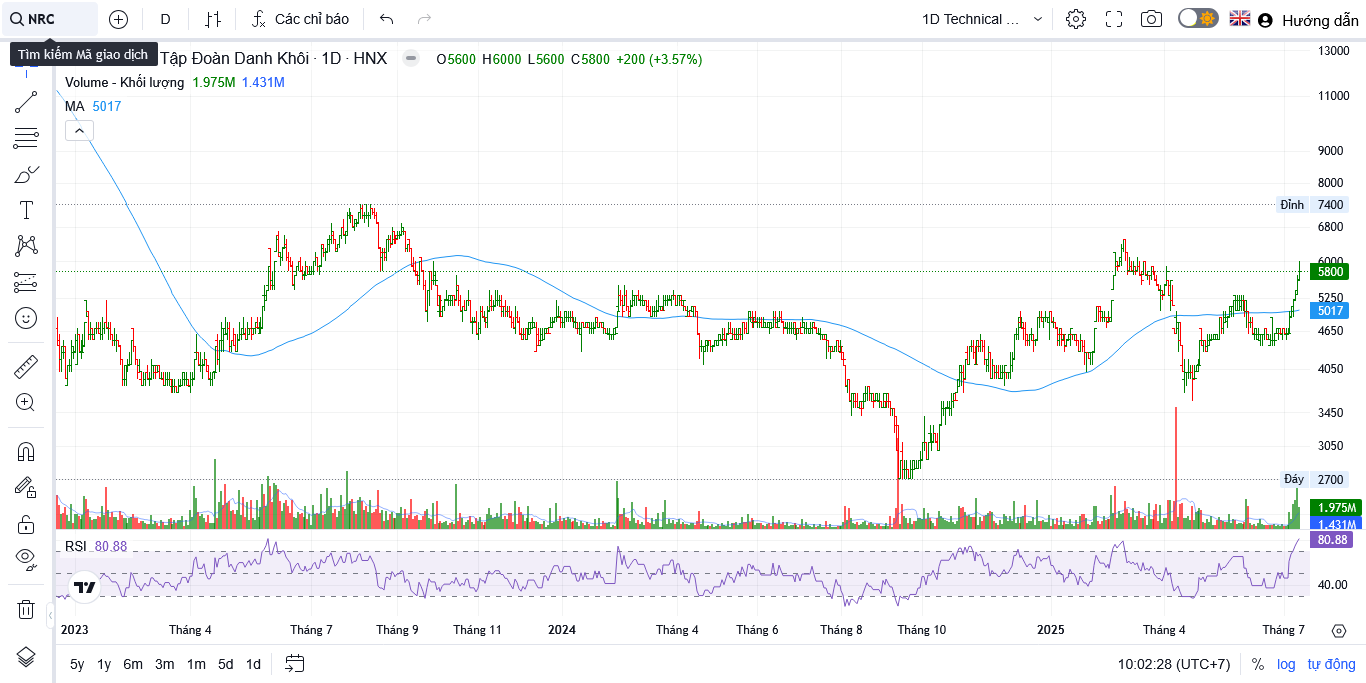 NRC D Các chỉ báo 1D Technical ... Hướng dẫn
Tìm kiếm Mã giao dịch
Tập Đoàn Danh Khôi · 1D · HNX O5600 H6000 L5600 C5800 +200 (+3.57%)
Volume - Khối lượng 1.975M 1.431M
MA 5017
13000
11000
9000
8000
Đỉnh 7400
6800
6000
5800
5250
5017
4650
4050
3450
3050
Đáy 2700
1.975M
1.431M
RSI 80.88
80.88
40.00
2023 Tháng 4 Tháng 7 Tháng 9 Tháng 11 2024 Tháng 4 Tháng 6 Tháng 8 Tháng 10 2025 Tháng 4 Tháng 7
5y 1y 6m 3m 1m 5d 1d 10:02:28 (UTC+7) % log tự động